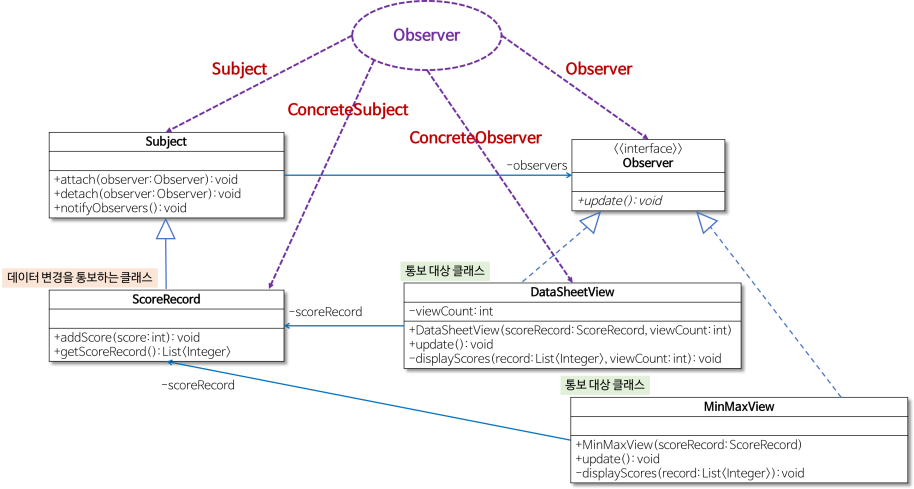 Observer
Subject
Observer
ConcreteSubject
ConcreteObserver
Subject
+attach(observer: Observer): void
+detach(observer: Observer): void
+notifyObservers(): void
-observers
<<interface>>
Observer
+update(): void
데이터 변경을 통보하는 클래스
통보 대상 클래스
ScoreRecord
+addScore(score: int): void
+getScoreRecord(): List<Integer>
-scoreRecord
DataSheetView
-viewCount: int
+DataSheetView(scoreRecord: ScoreRecord, viewCount: int)
+update(): void
-displayScores(record: List<Integer>, viewCount: int): void
-scoreRecord
통보 대상 클래스
MinMaxView
+MinMaxView(scoreRecord: ScoreRecord)
+update(): void
-displayScores(record: List<Integer>): void